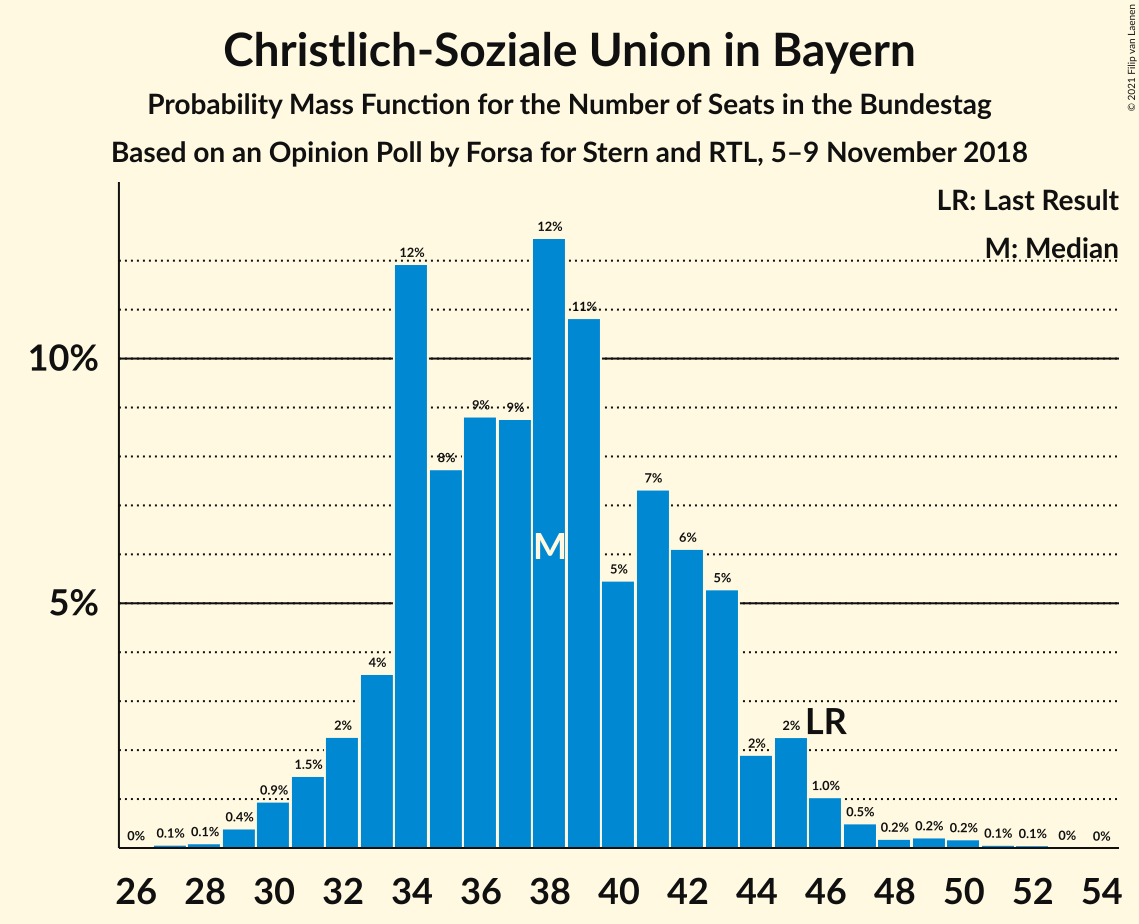 Christlich-Soziale Union in Bayern
Probability Mass Function for the Number of Seats in the Bundestag
Based on an Opinion Poll by Forsa for Stern and RTL, 5–9 November 2018
© 2021 Filip van Laenen
LR: Last Result
M: Median
10%
5%
0% 0.1% 0.1% 0.4% 0.9% 1.5% 2% 4% 12% 8% 9% 9% 12% 11% 5% 7% 6% 5% 2% 2% 1.0% 0.5% 0.2% 0.2% 0.2% 0.1% 0.1% 0% 0%
M
LR
26 28 30 32 34 36 38 40 42 44 46 48 50 52 54